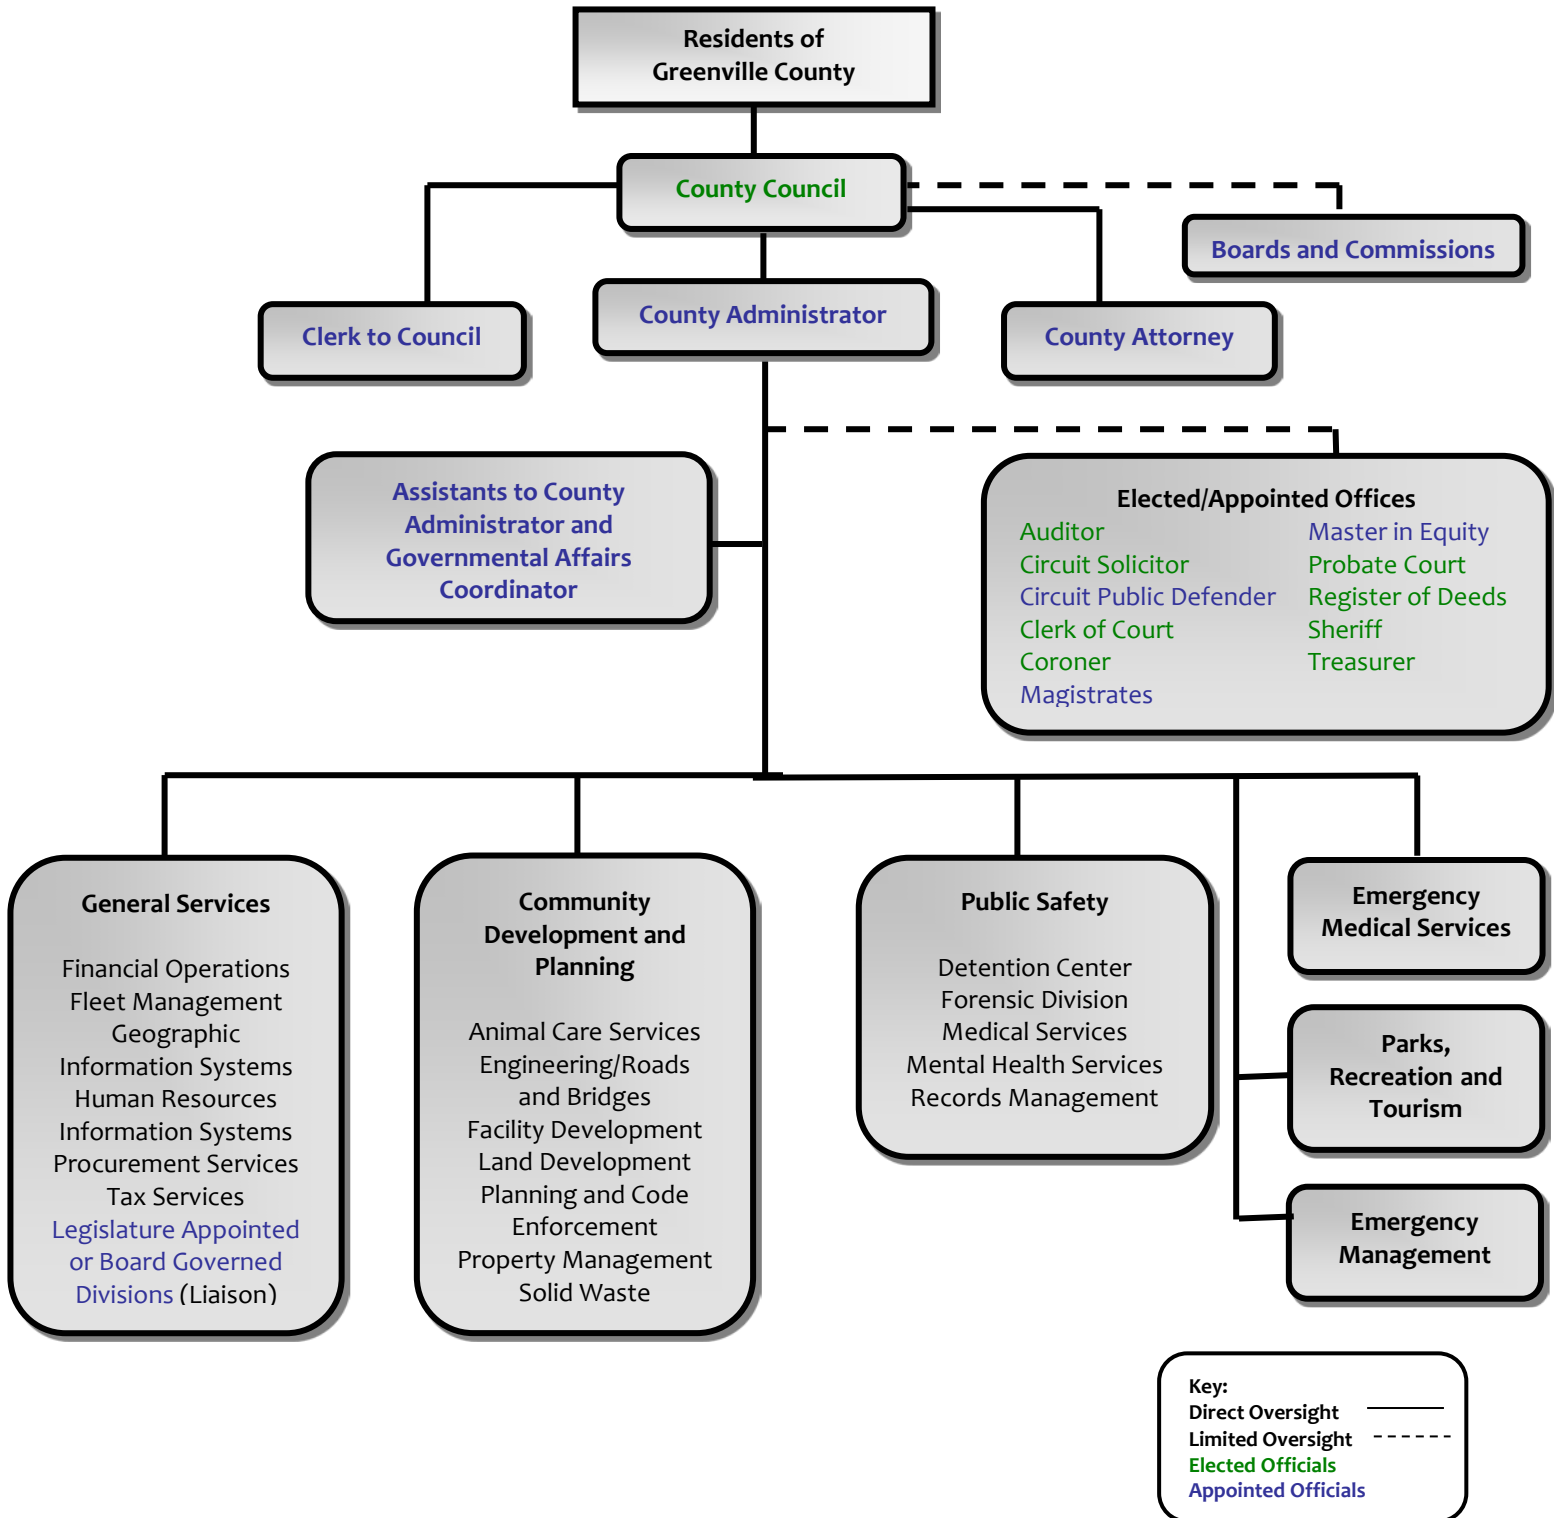 Residents of
Greenville County
County Council
Boards and Commissions
Clerk to Council
County Administrator
County Attorney
Assistants to County
Administrator and
Governmental Affairs
Coordinator
Elected/Appointed Offices
Auditor
Circuit Solicitor
Circuit Public Defender
Clerk of Court
Coroner
Magistrates
Master in Equity
Probate Court
Register of Deeds
Sheriff
Treasurer
General Services
Financial Operations
Fleet Management
Geographic
Information Systems
Human Resources
Information Systems
Procurement Services
Tax Services
Legislature Appointed
or Board Governed
Divisions (Liaison)
Community
Development and
Planning
Animal Care Services
Engineering/Roads
and Bridges
Facility Development
Land Development
Planning and Code
Enforcement
Property Management
Solid Waste
Public Safety
Detention Center
Forensic Division
Medical Services
Mental Health Services
Records Management
Emergency
Medical Services
Parks,
Recreation and
Tourism
Emergency
Management
Key:
Direct Oversight
Limited Oversight
Elected Officials
Appointed Officials